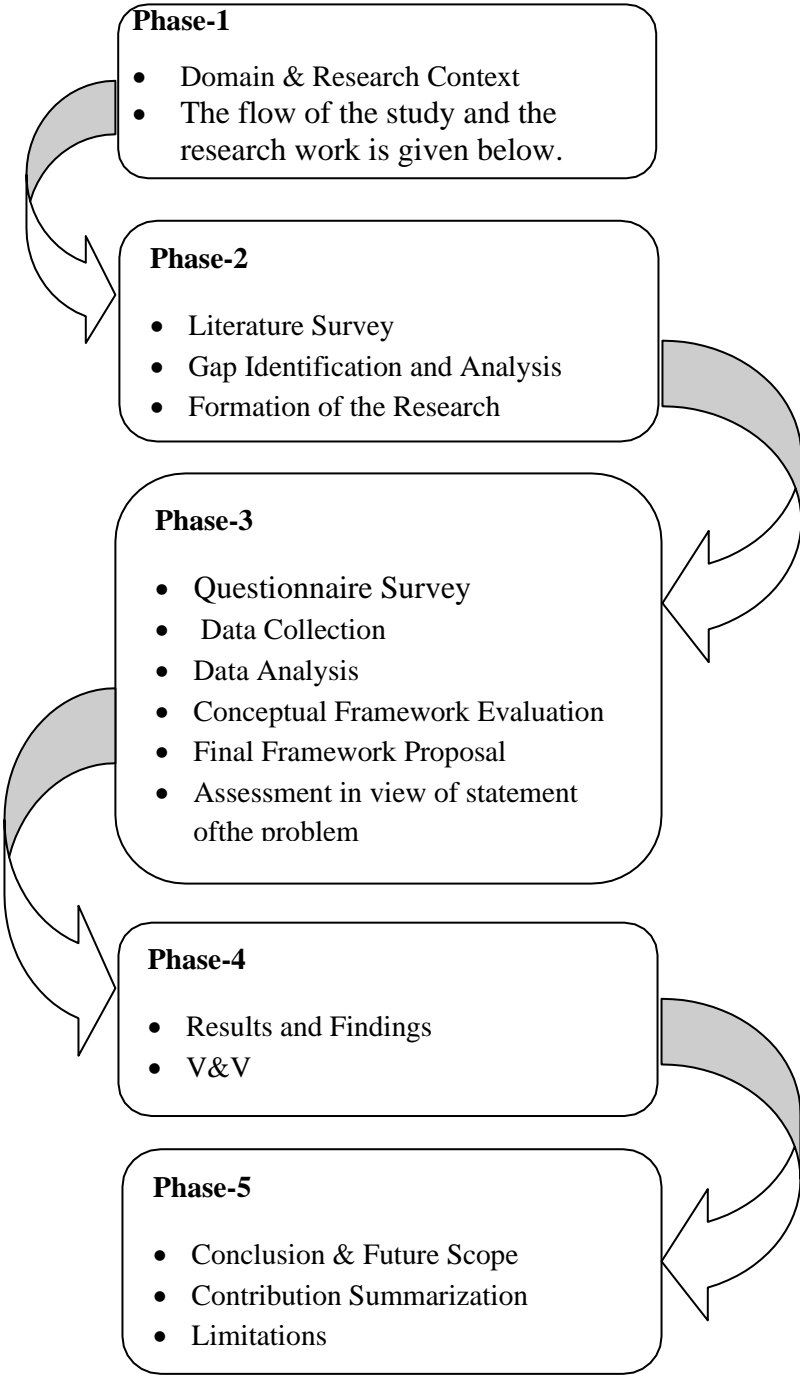 Phase-1
• Domain & Research Context
• The flow of the study and the
research work is given below.
Phase-2
• Literature Survey
• Gap Identification and Analysis
• Formation of the Research
Phase-3
• Questionnaire Survey
• Data Collection
• Data Analysis
• Conceptual Framework Evaluation
• Final Framework Proposal
• Assessment in view of statement
ofthe problem
Phase-4
• Results and Findings
• V&V
Phase-5
• Conclusion & Future Scope
• Contribution Summarization
• Limitations